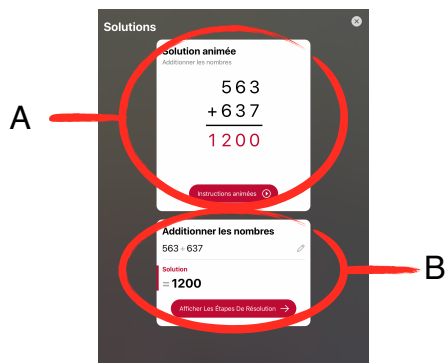 Solutions
Solution animée
Additionner les nombres
563
+637
1200
A
Instructions animées
Additionner les nombres
563+637
B
Solution
=1200
Afficher Les Étapes De Résolution